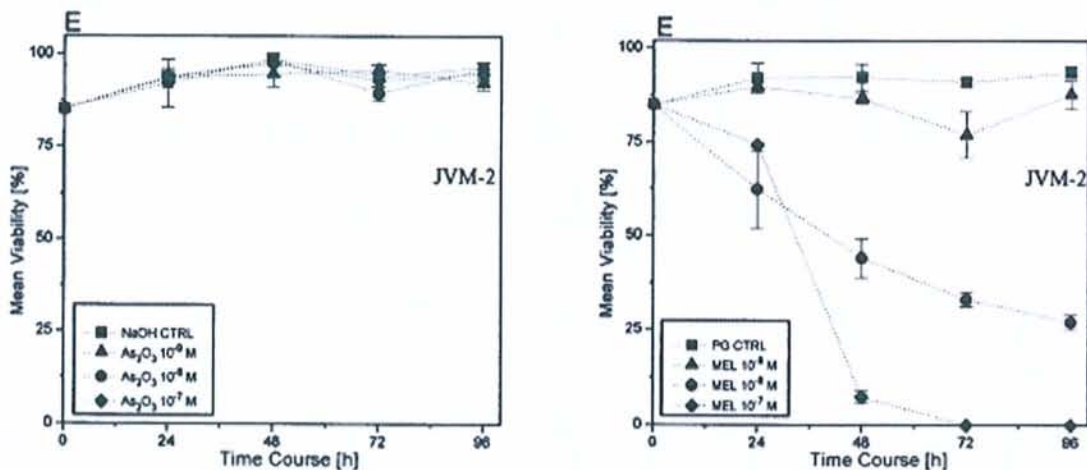 E
100
75
50
25
0
Mean Viability [%]
JVM-2
NaOH CTRL
As₂O₃ 10⁻⁹ M
As₂O₃ 10⁻⁸ M
As₂O₃ 10⁻⁷ M
0 24 48 72 96
Time Course [h]
E
100
75
50
25
0
Mean Viability [%]
JVM-2
PG CTRL
MEL 10⁻⁹ M
MEL 10⁻⁸ M
MEL 10⁻⁷ M
0 24 48 72 96
Time Course [h]